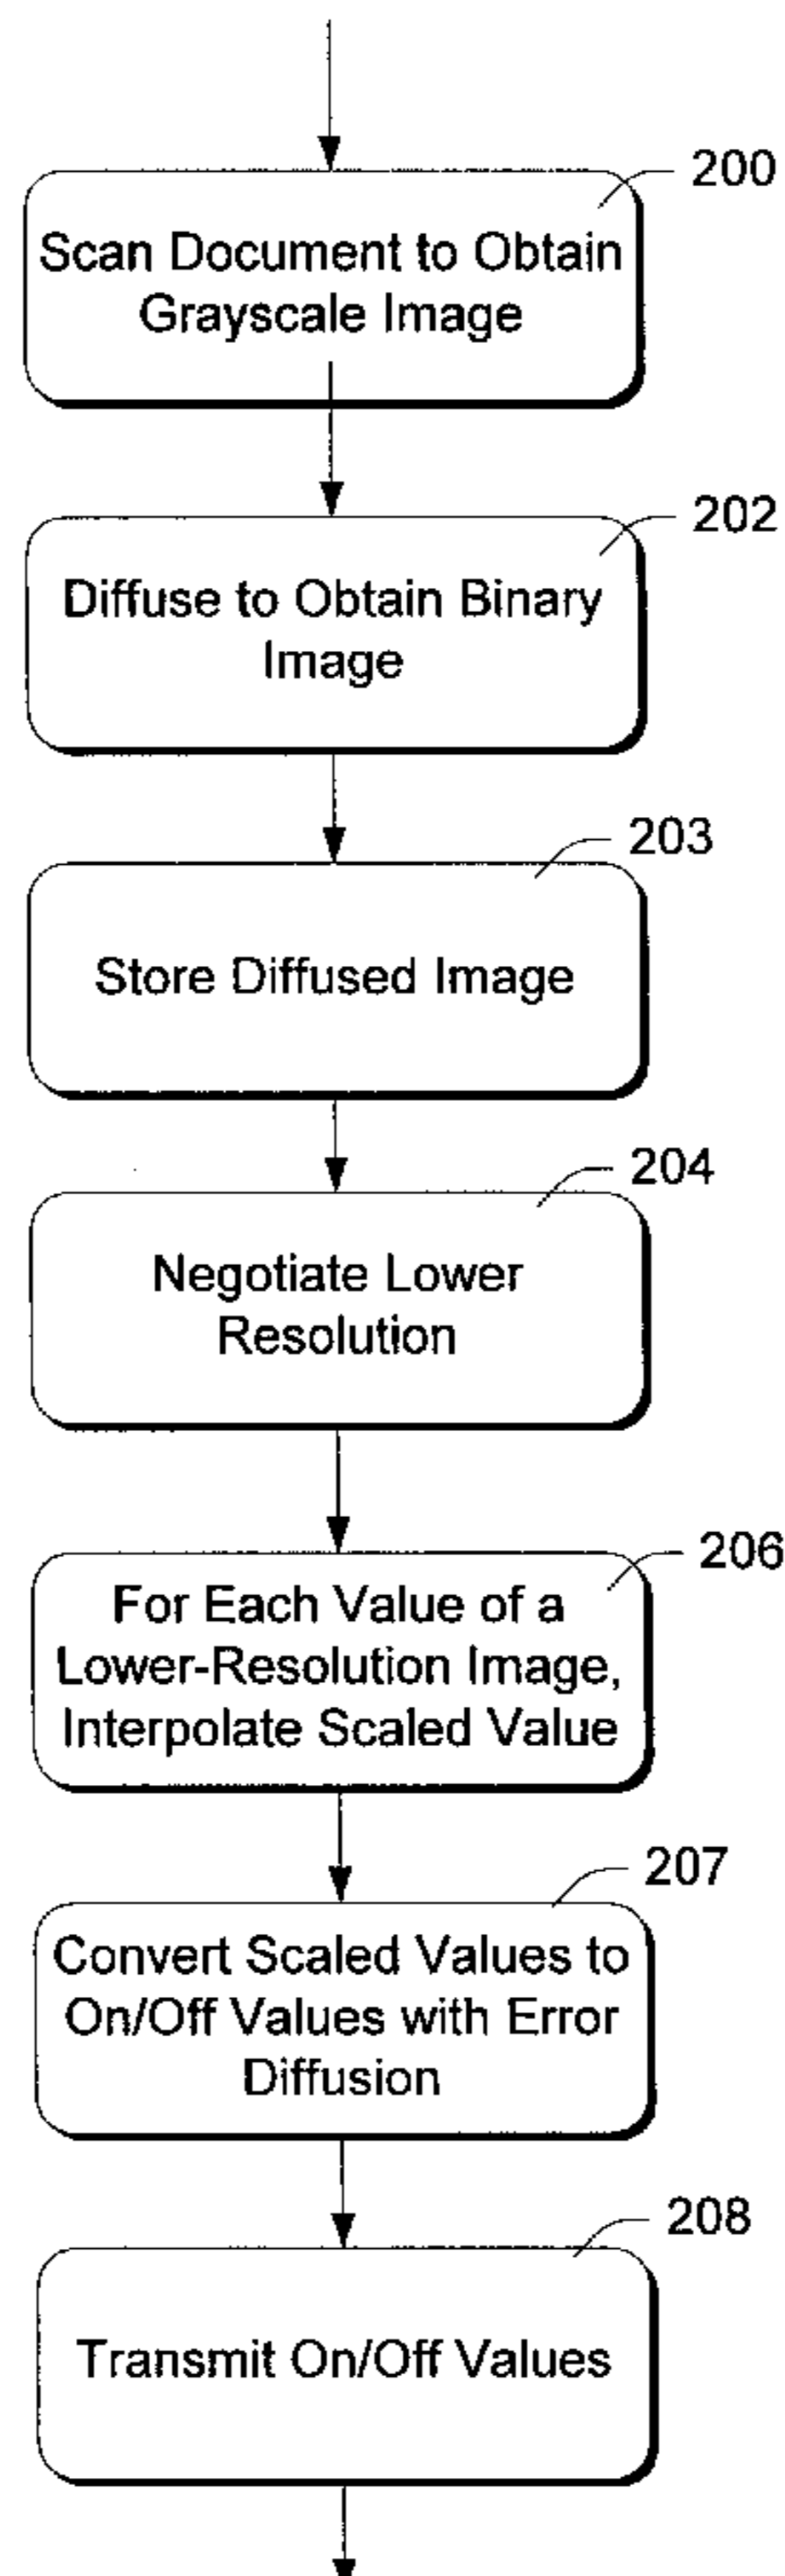 200
Scan Document to Obtain
Grayscale Image
202
Diffuse to Obtain Binary
Image
203
Store Diffused Image
204
Negotiate Lower
Resolution
206
For Each Value of a
Lower-Resolution Image,
Interpolate Scaled Value
207
Convert Scaled Values to
On/Off Values with Error
Diffusion
208
Transmit On/Off Values